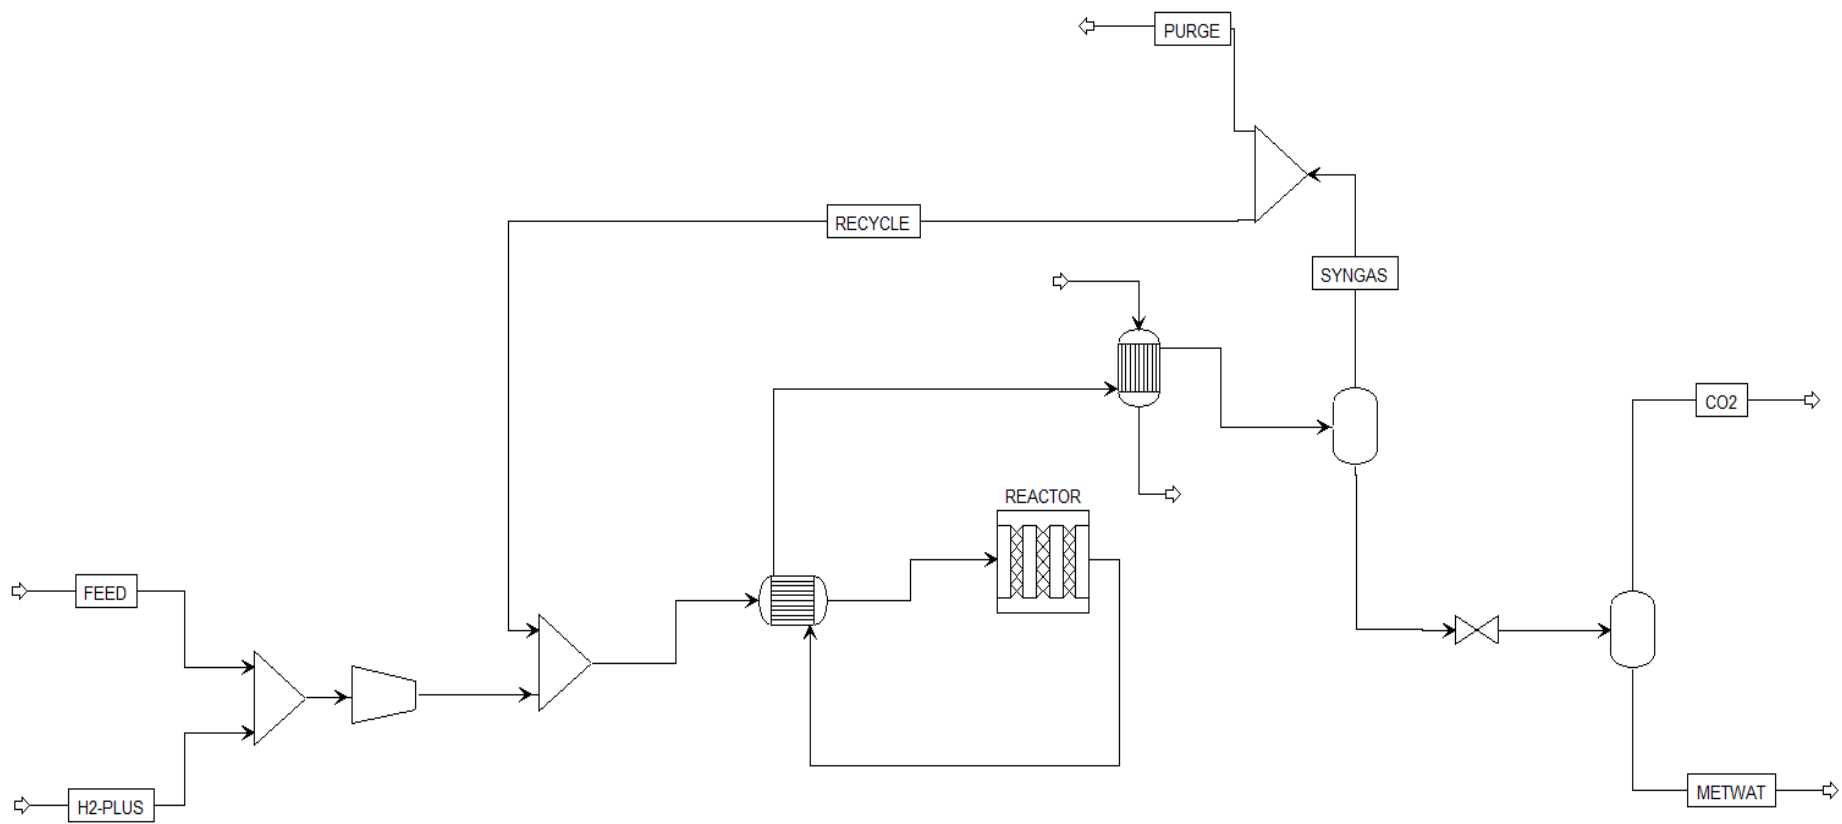 PURGE
RECYCLE
SYNGAS
CO2
REACTOR
FEED
METWAT
H2-PLUS